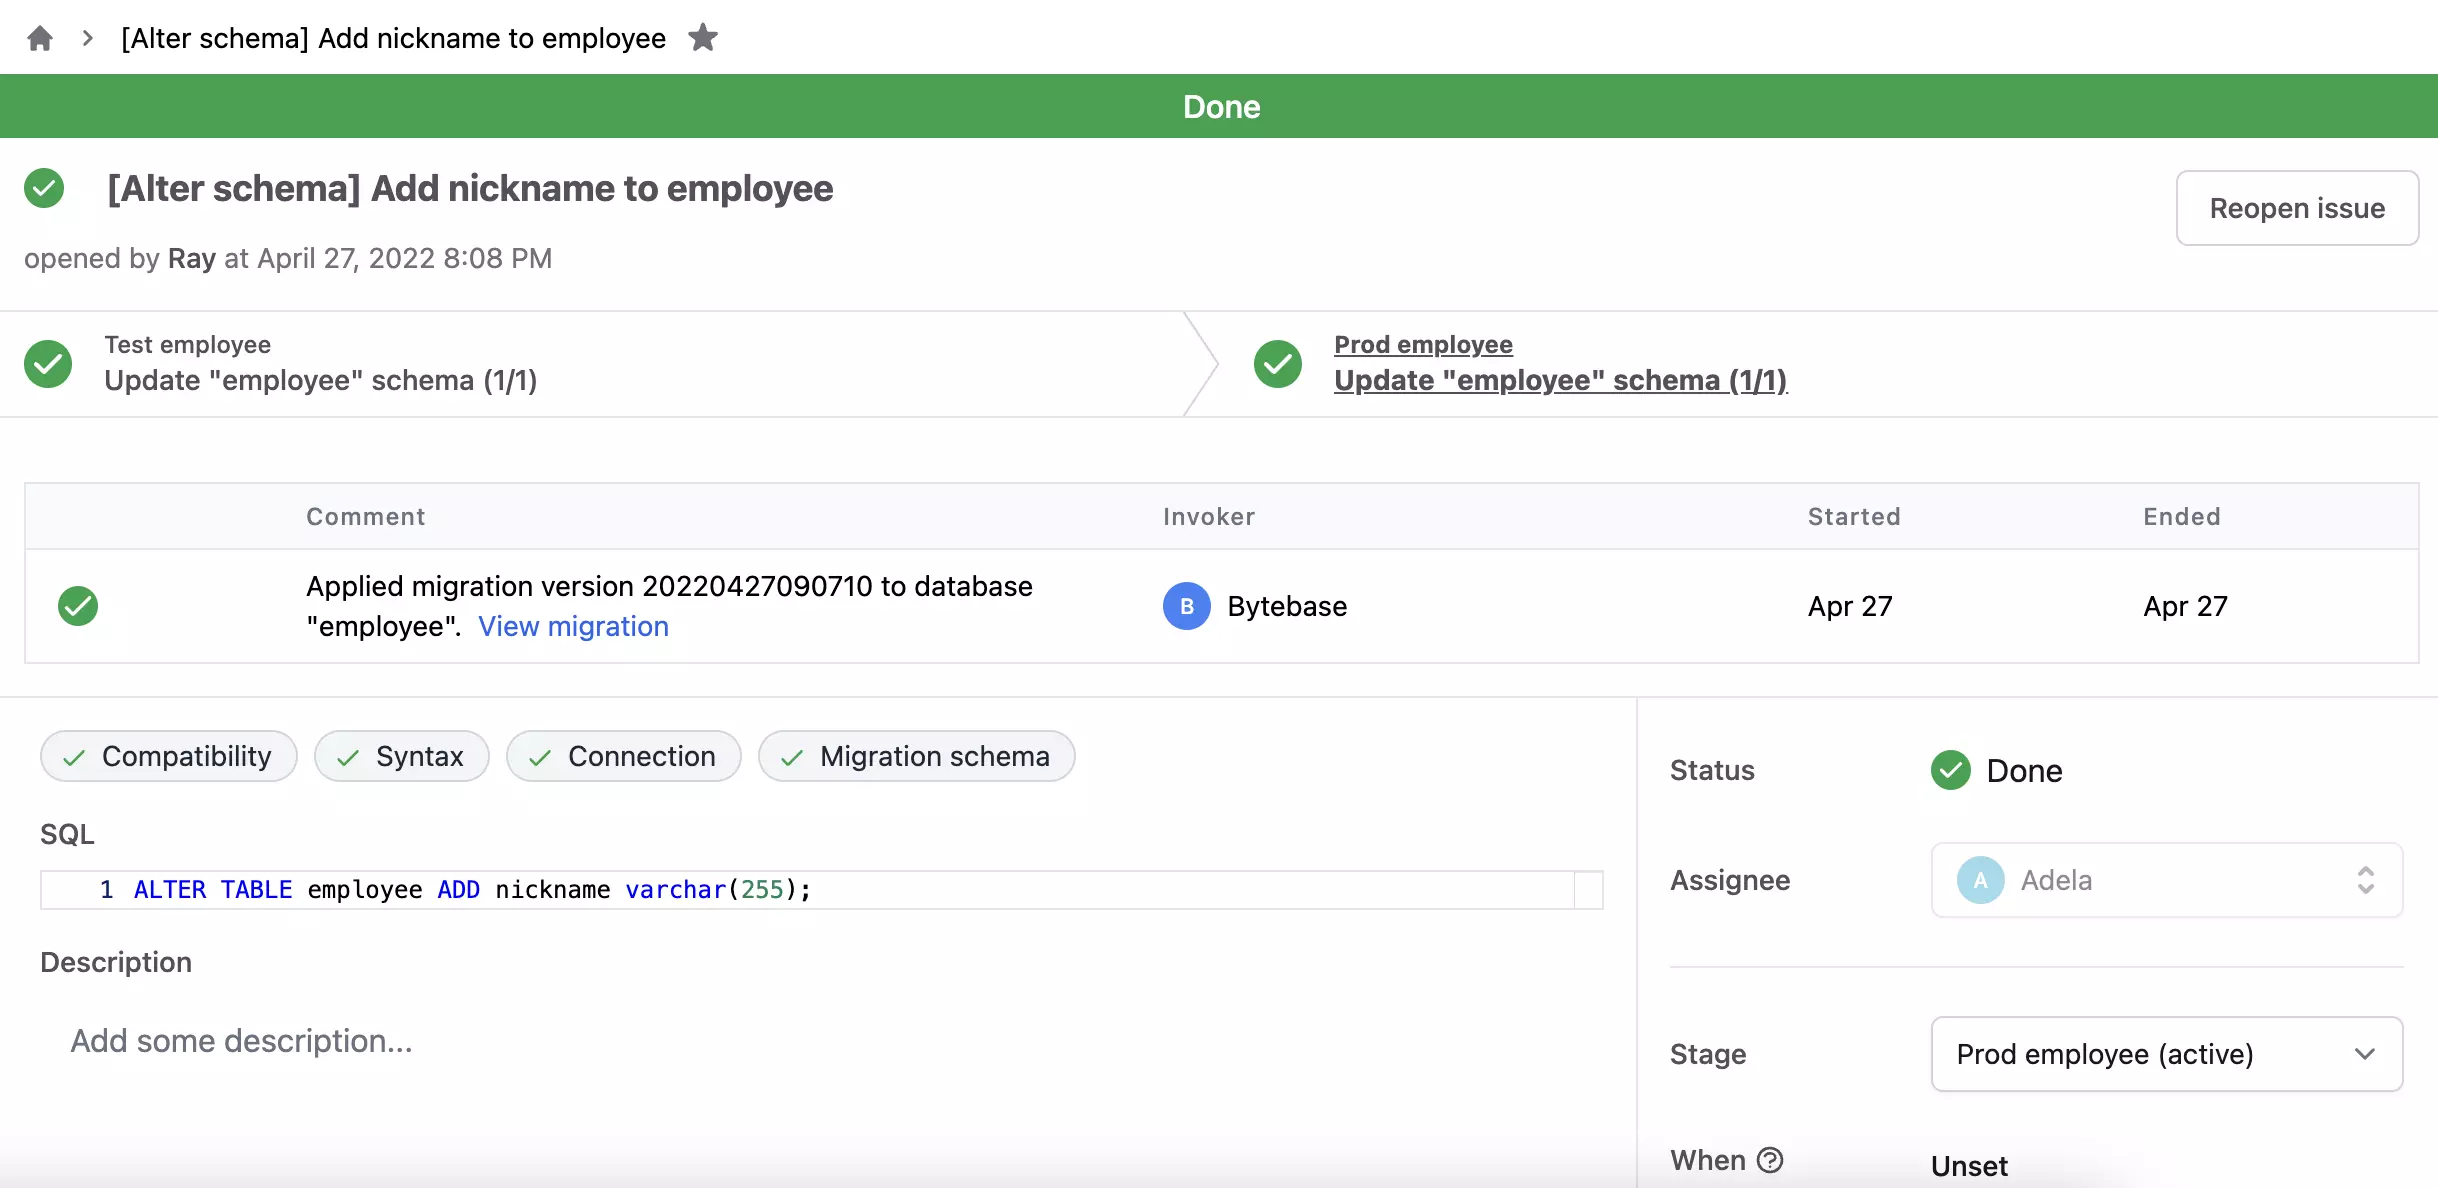 [Alter schema] Add nickname to employee
Done
[Alter schema] Add nickname to employee
Reopen issue
opened by Ray at April 27, 2022 8:08 PM
Test employee
Update "employee" schema (1/1)
Prod employee
Update "employee" schema (1/1)
Comment Invoker Started Ended
Applied migration version 20220427090710 to database
"employee". View migration
B Bytebase
Apr 27
Apr 27
Compatibility Syntax Connection Migration schema
SQL
1 ALTER TABLE employee ADD nickname varchar(255);
Description
Add some description...
Status Done
Assignee A Adela
Stage Prod employee (active)
When ? Unset